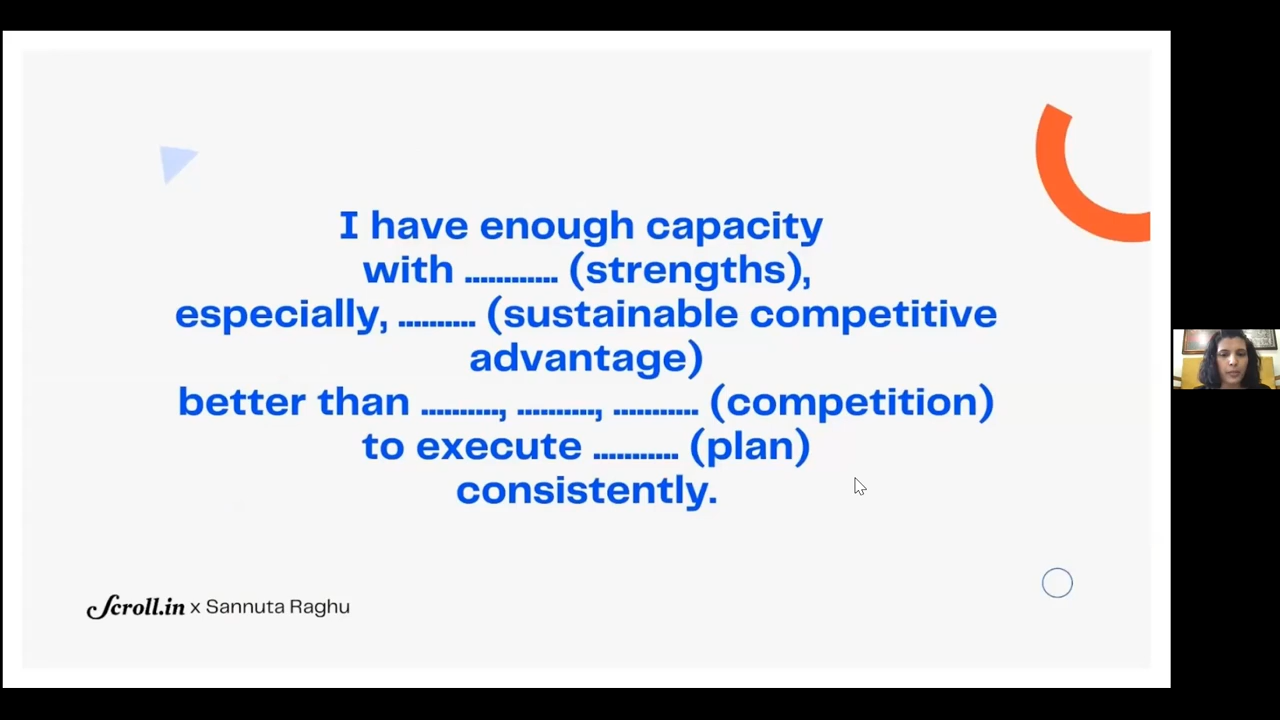 I have enough capacity
with ............ (strengths),
especially, .......... (sustainable competitive
advantage)
better than .........., .........., ........... (competition)
to execute ........... (plan)
consistently.
Scroll.in x Sannuta Raghu